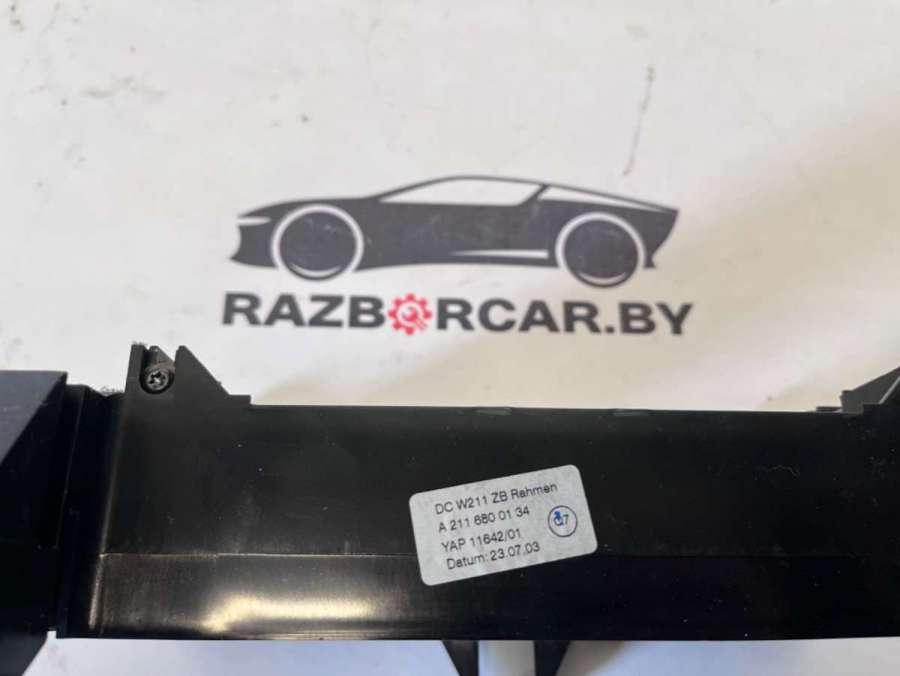 RAZBORCAR.BY
DC W211 ZB Rahmen
A 211 680 01 34
YAP 11642/01
Datum: 23.07.03